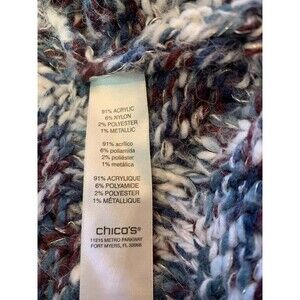 91% ACRYLIC
6% NYLON
2% POLYESTER
1% METALLIC
91% acrílico
6% poliamida
2% poliéster
1% metálica
91% ACRYLIQUE
6% POLYAMIDE
2% POLYESTER
1% MÉTALLIQUE
chico's®
11215 METRO PARKWAY
FORT MYERS, FL 33966